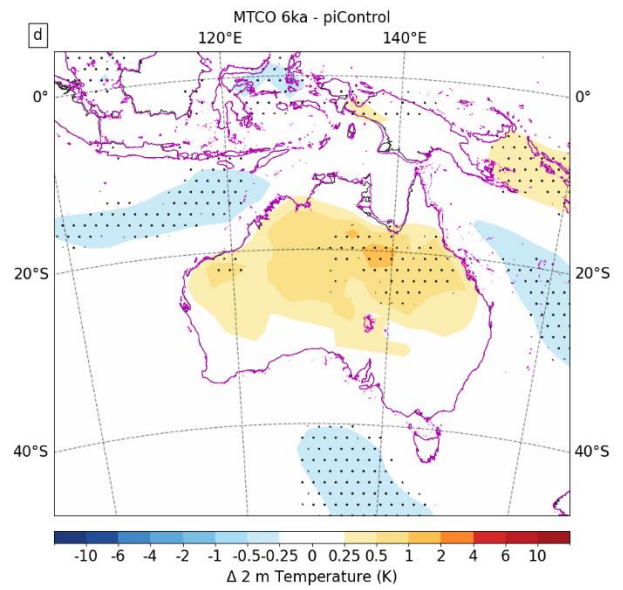 MTCO 6ka - piControl
d
120°E 140°E
0° 0°
20°S 20°S
40°S 40°S
-10 -6 -4 -2 -1 -0.5 -0.25 0 0.25 0.5 1 2 4 6 10
Δ 2 m Temperature (K)